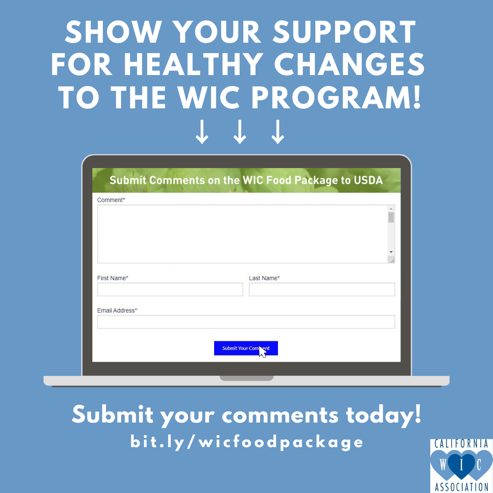 SHOW YOUR SUPPORT
FOR HEALTHY CHANGES
TO THE WIC PROGRAM!
↓ ↓ ↓
Submit Comments on the WIC Food Package to USDA
Comment*
First Name* Last Name*
Email Address*
Submit Your Comment
Submit your comments today!
bit.ly/wicfoodpackage
CALIFORNIA
W I C
ASSOCIATION